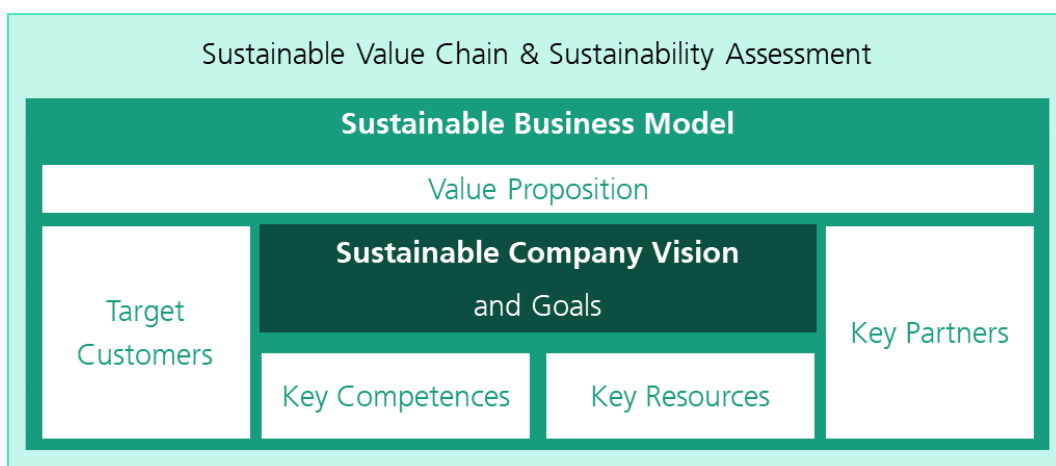 Sustainable Value Chain & Sustainability Assessment
Sustainable Business Model
Value Proposition
Target
Customers
Sustainable Company Vision
and Goals
Key Competences
Key Resources
Key Partners